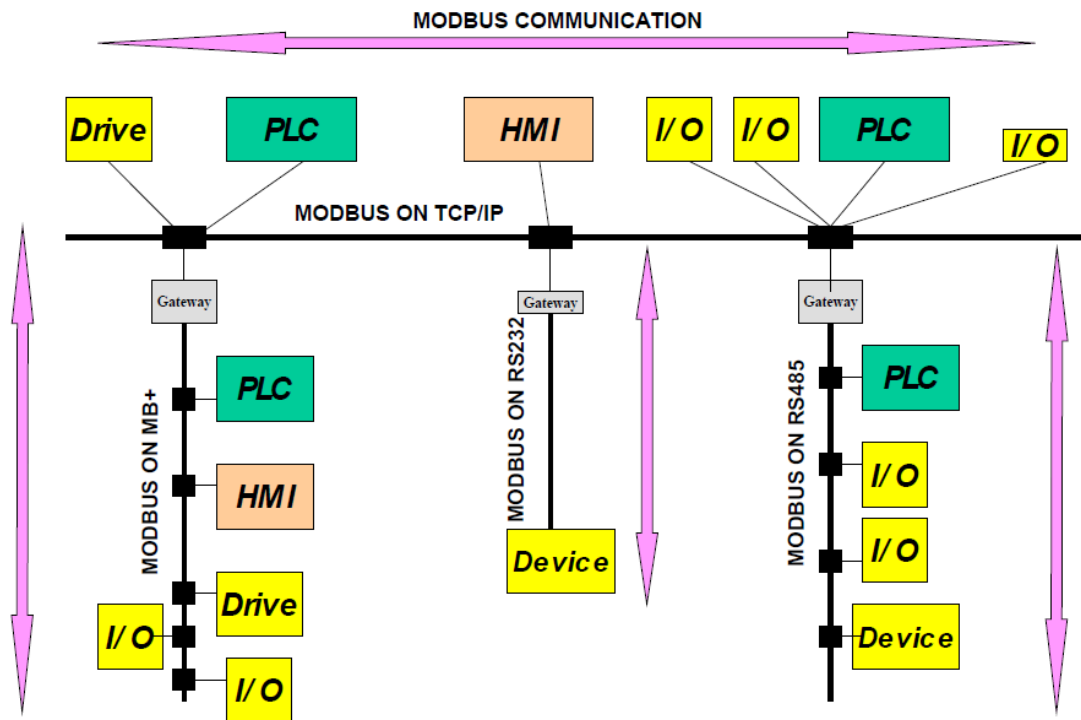 MODBUS COMMUNICATION
Drive
PLC
HMI
I/O
I/O
PLC
I/O
MODBUS ON TCP/IP
Gateway
Gateway
Gateway
MODBUS ON MB+
PLC
HMI
Drive
I/O
I/O
MODBUS ON RS232
Device
MODBUS ON RS485
PLC
I/O
I/O
Device